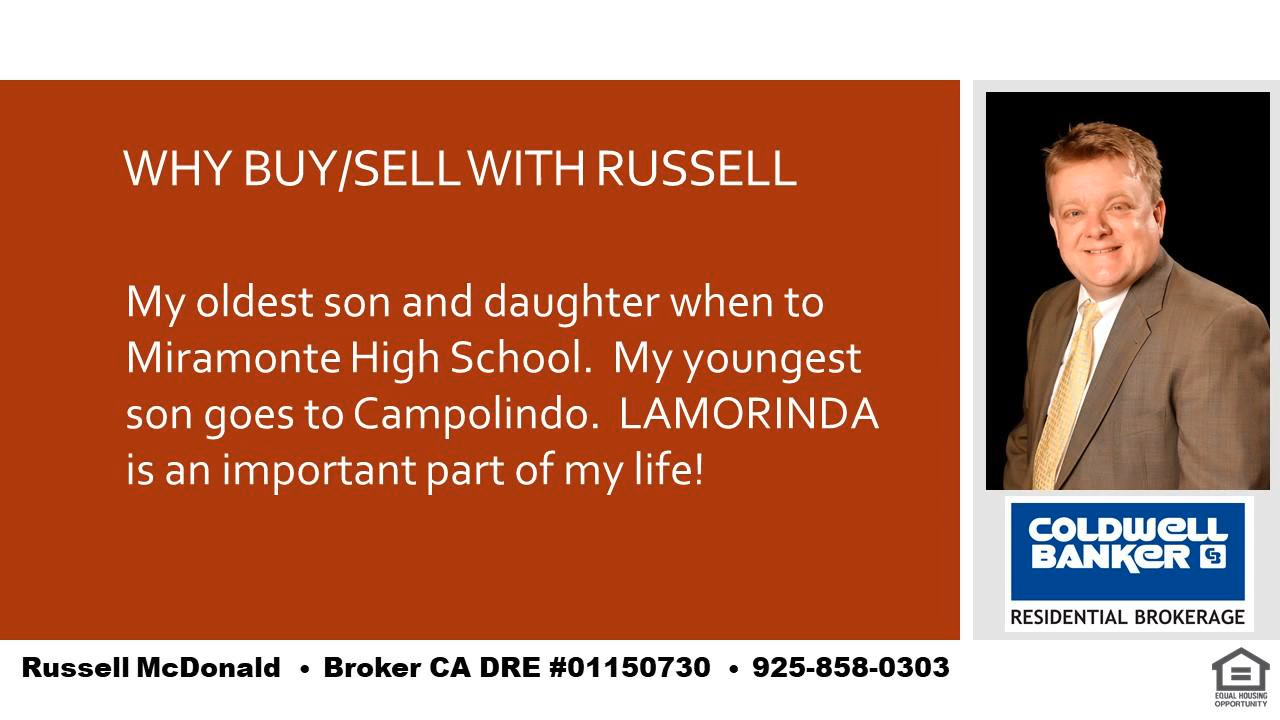 WHY BUY/SELL WITH RUSSELL
My oldest son and daughter when to
Miramonte High School. My youngest
son goes to Campolindo. LAMORINDA
is an important part of my life!
COLDWELL
BANKER CB
RESIDENTIAL BROKERAGE
Russell McDonald • Broker CA DRE #01150730 • 925-858-0303
EQUAL HOUSING
OPPORTUNITY